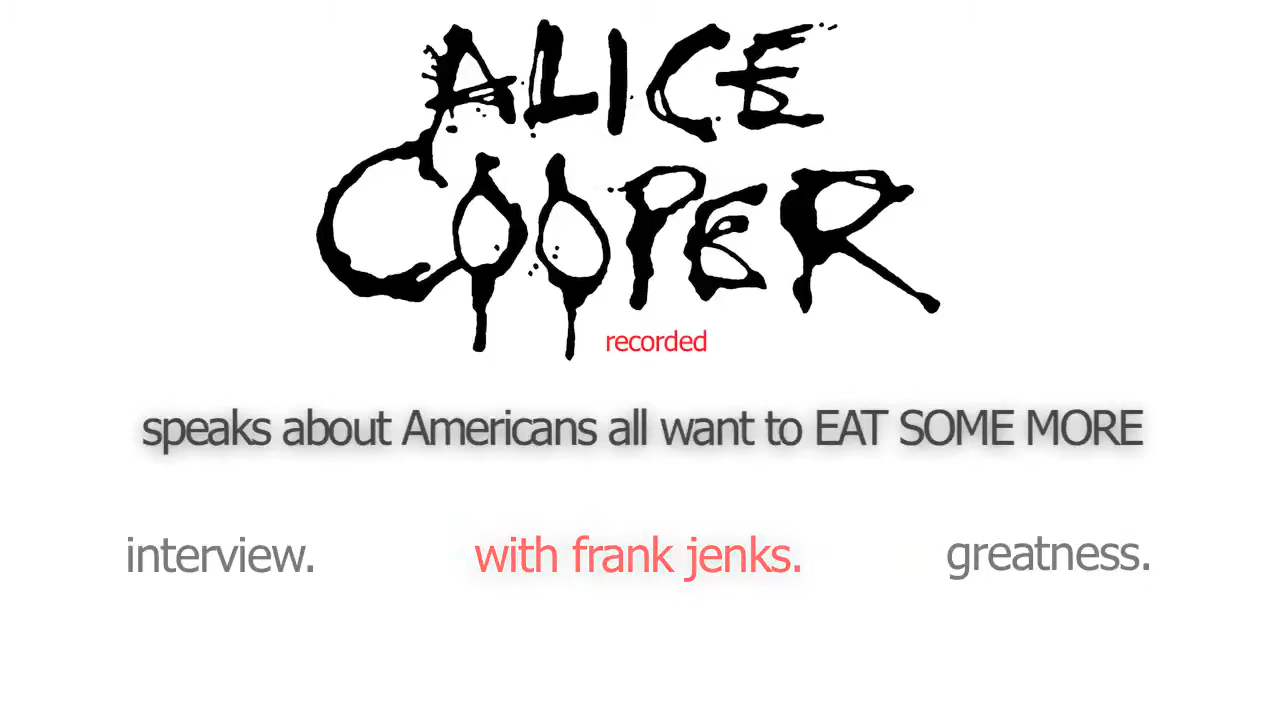 ALICE
COOPER
recorded
speaks about Americans all want to EAT SOME MORE
interview. with frank jenks. greatness.